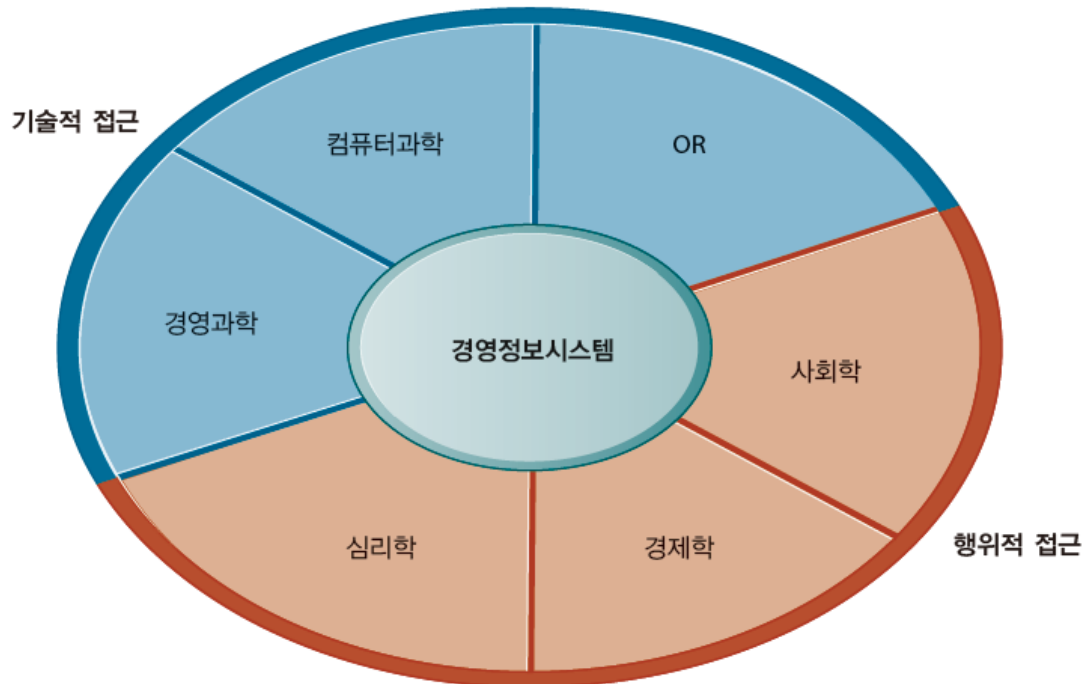 기술적 접근
컴퓨터과학
OR
경영과학
경영정보시스템
사회학
심리학
경제학
행위적 접근